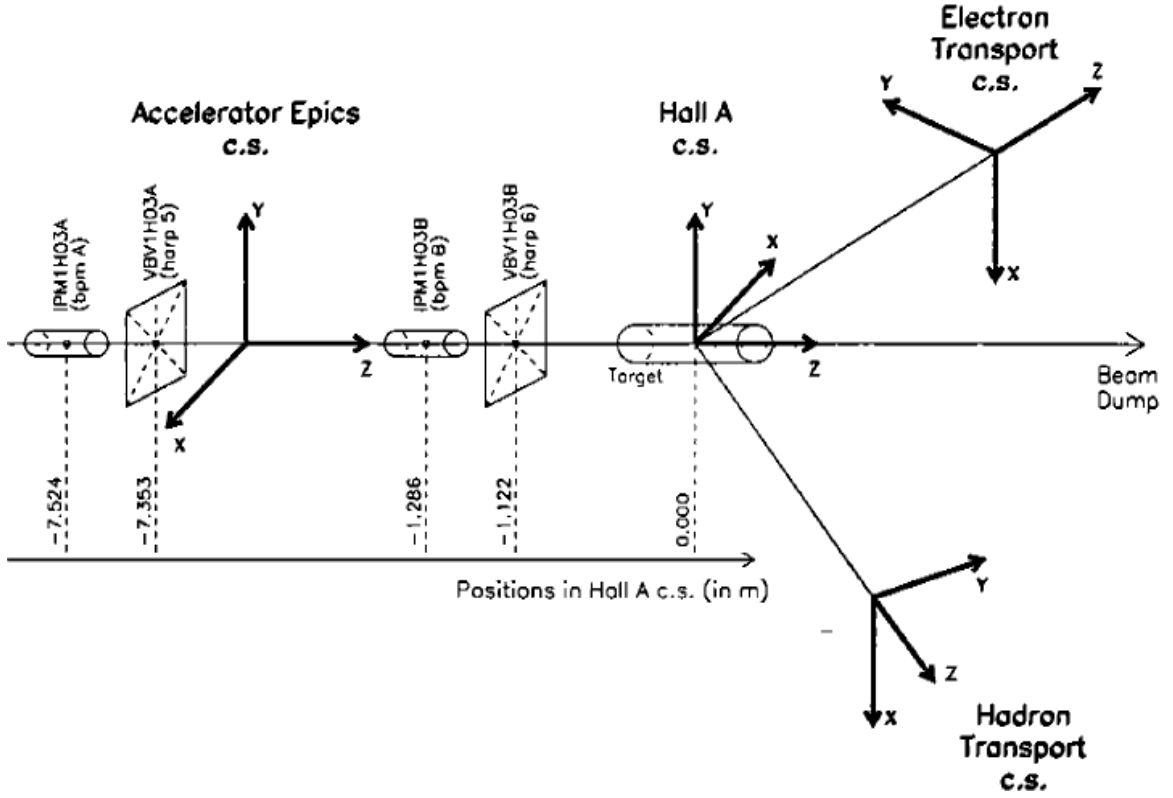 Electron
Transport
c.s.
Accelerator Epics
c.s.
Hall A
c.s.
Y
Z
X
IPM1H03A
(bpm A)
VBV1H03A
(harp 5)
Y
Z
X
IPM1H03B
(bpm B)
VBV1H03B
(harp 6)
Y
X
Z
Target
Beam
Dump
-7.524
-7.353
-1.286
-1.122
0.000
Positions in Hall A c.s. (in m)
Y
Z
X
Hadron
Transport
c.s.